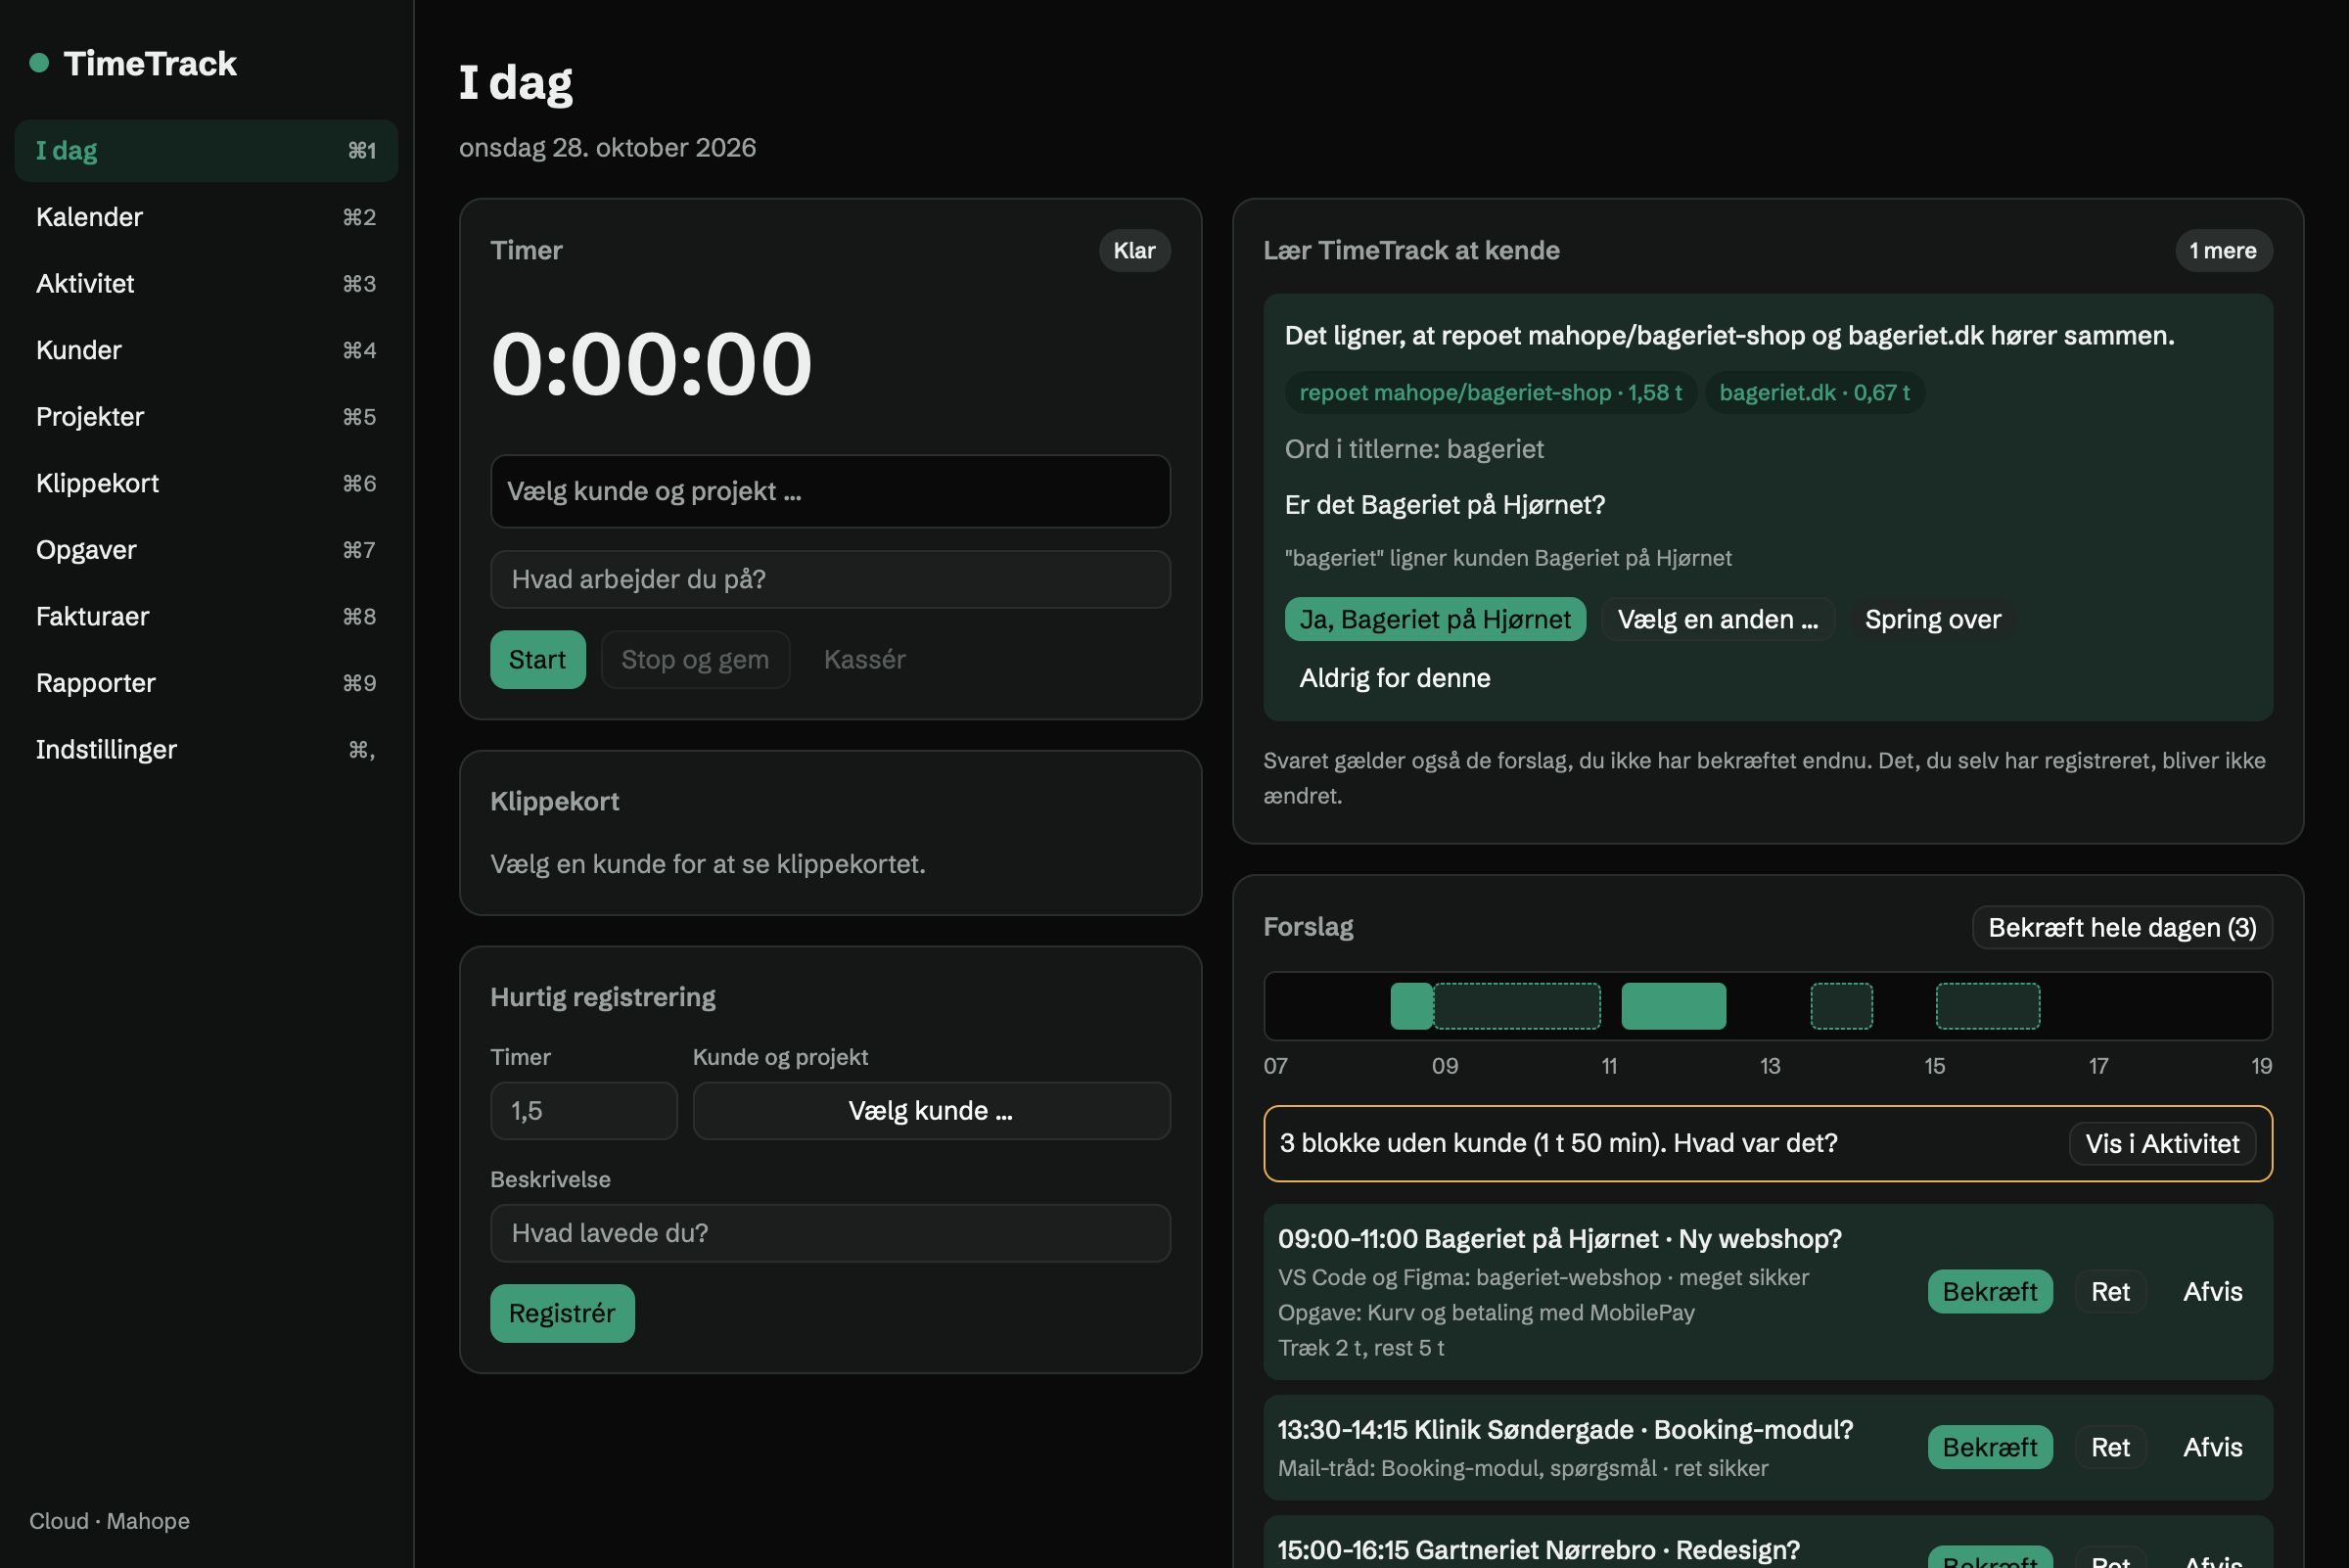 TimeTrack
I dag ⌘1
Kalender ⌘2
Aktivitet ⌘3
Kunder ⌘4
Projekter ⌘5
Klippekort ⌘6
Opgaver ⌘7
Fakturaer ⌘8
Rapporter ⌘9
Indstillinger ⌘,
Cloud · Mahope
I dag
onsdag 28. oktober 2026
Timer Klar
0:00:00
Vælg kunde og projekt ...
Hvad arbejder du på?
Start Stop og gem Kassér
Klippekort
Vælg en kunde for at se klippekortet.
Hurtig registrering
Timer Kunde og projekt
1,5 Vælg kunde ...
Beskrivelse
Hvad lavede du?
Registrér
Lær TimeTrack at kende 1 mere
Det ligner, at repoet mahope/bageriet-shop og bageriet.dk hører sammen.
repoet mahope/bageriet-shop · 1,58 t bageriet.dk · 0,67 t
Ord i titlerne: bageriet
Er det Bageriet på Hjørnet?
"bageriet" ligner kunden Bageriet på Hjørnet
Ja, Bageriet på Hjørnet Vælg en anden ... Spring over
Aldrig for denne
Svaret gælder også de forslag, du ikke har bekræftet endnu. Det, du selv har registreret, bliver ikke
ændret.
Forslag Bekræft hele dagen (3)
07 09 11 13 15 17 19
3 blokke uden kunde (1 t 50 min). Hvad var det? Vis i Aktivitet
09:00-11:00 Bageriet på Hjørnet · Ny webshop?
VS Code og Figma: bageriet-webshop · meget sikker
Opgave: Kurv og betaling med MobilePay
Træk 2 t, rest 5 t
Bekræft Ret Afvis
13:30-14:15 Klinik Søndergade · Booking-modul?
Mail-tråd: Booking-modul, spørgsmål · ret sikker
Bekræft Ret Afvis
15:00-16:15 Gartneriet Nørrebro · Redesign?
Bekræft Ret Afvis